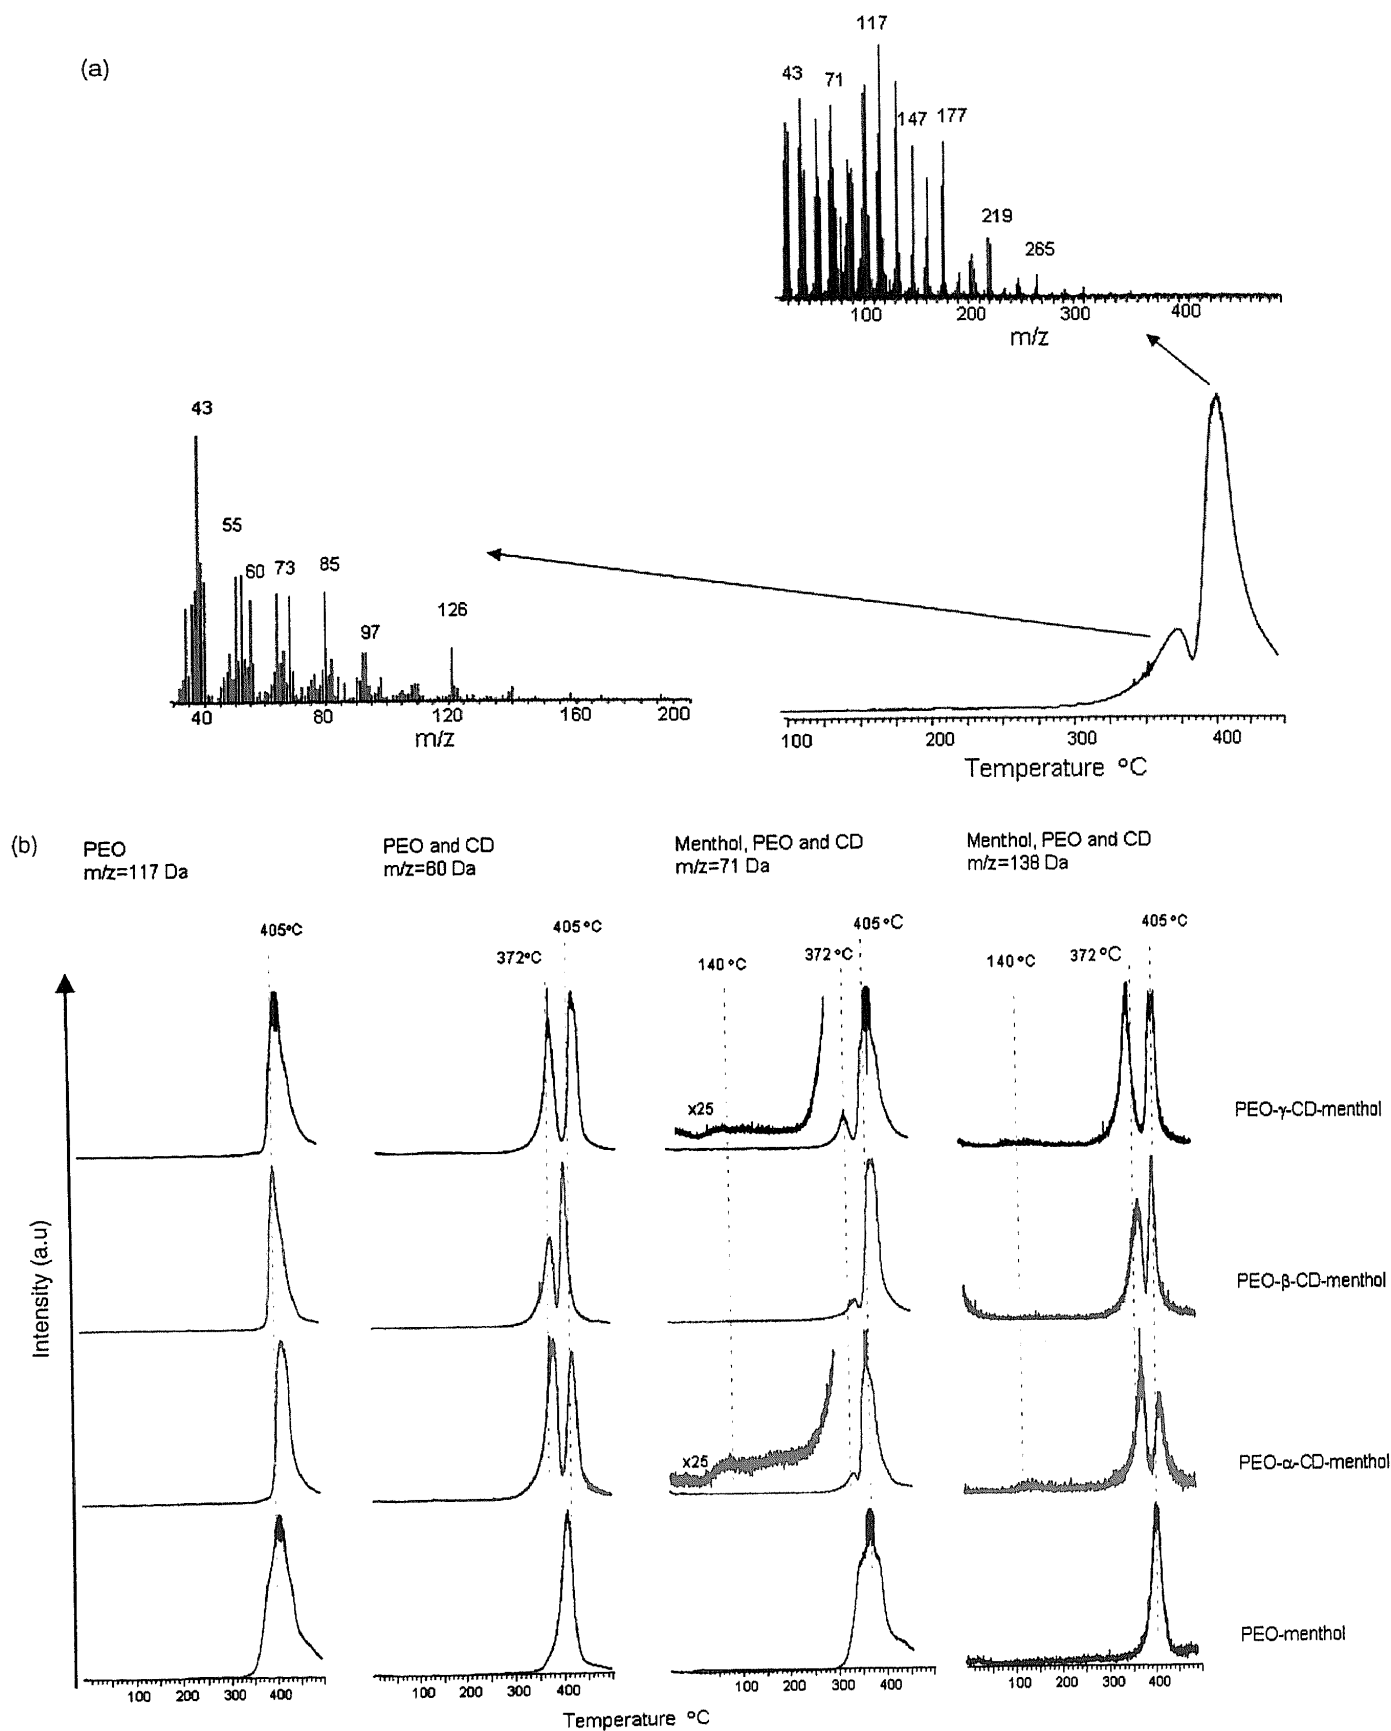 (a)
117
43
71
147
177
219
265
100
200
300
400
m/z
43
55
60
73
85
97
126
40
80
120
160
200
m/z
100
200
300
400
Temperature °C
(b)
PEO
m/z=117 Da
PEO and CD
m/z=60 Da
Menthol, PEO and CD
m/z=71 Da
Menthol, PEO and CD
m/z=138 Da
405°C
372°C
405°C
140 °C
372°C
405°C
140 °C
372 °C
405 °C
x25
PEO-γ-CD-menthol
PEO-β-CD-menthol
x25
PEO-α-CD-menthol
PEO-menthol
Intensity (a.u)
100 200 300 400
100 200 300 400
100 200 300 400
100 200 300 400
Temperature °C